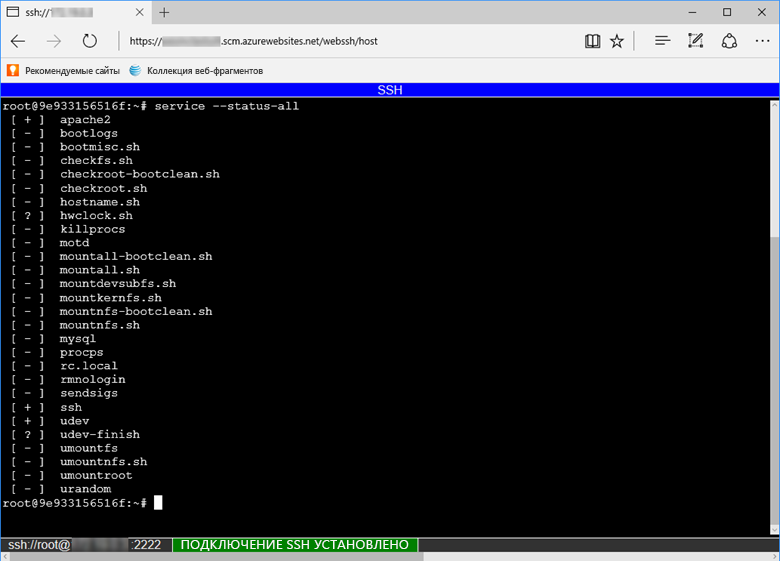 ssh://
https:// .scm.azurewebsites.net/webssh/host
Рекомендуемые сайты Коллекция веб-фрагментов
SSH
root@9e933156516f:~# service --status-all
[ + ] apache2
[ - ] bootlogs
[ - ] bootmisc.sh
[ - ] checkfs.sh
[ - ] checkroot-bootclean.sh
[ - ] checkroot.sh
[ - ] hostname.sh
[ ? ] hwclock.sh
[ - ] killprocs
[ - ] motd
[ - ] mountall-bootclean.sh
[ - ] mountall.sh
[ - ] mountdevsubfs.sh
[ - ] mountkernfs.sh
[ - ] mountnfs-bootclean.sh
[ - ] mountnfs.sh
[ - ] mysql
[ - ] procps
[ - ] rc.local
[ - ] rmnologin
[ - ] sendsigs
[ + ] ssh
[ + ] udev
[ ? ] udev-finish
[ - ] umountfs
[ - ] umountnfs.sh
[ - ] umountroot
[ - ] urandom
root@9e933156516f:~#
ssh://root@ :2222 ПОДКЛЮЧЕНИЕ SSH УСТАНОВЛЕНО